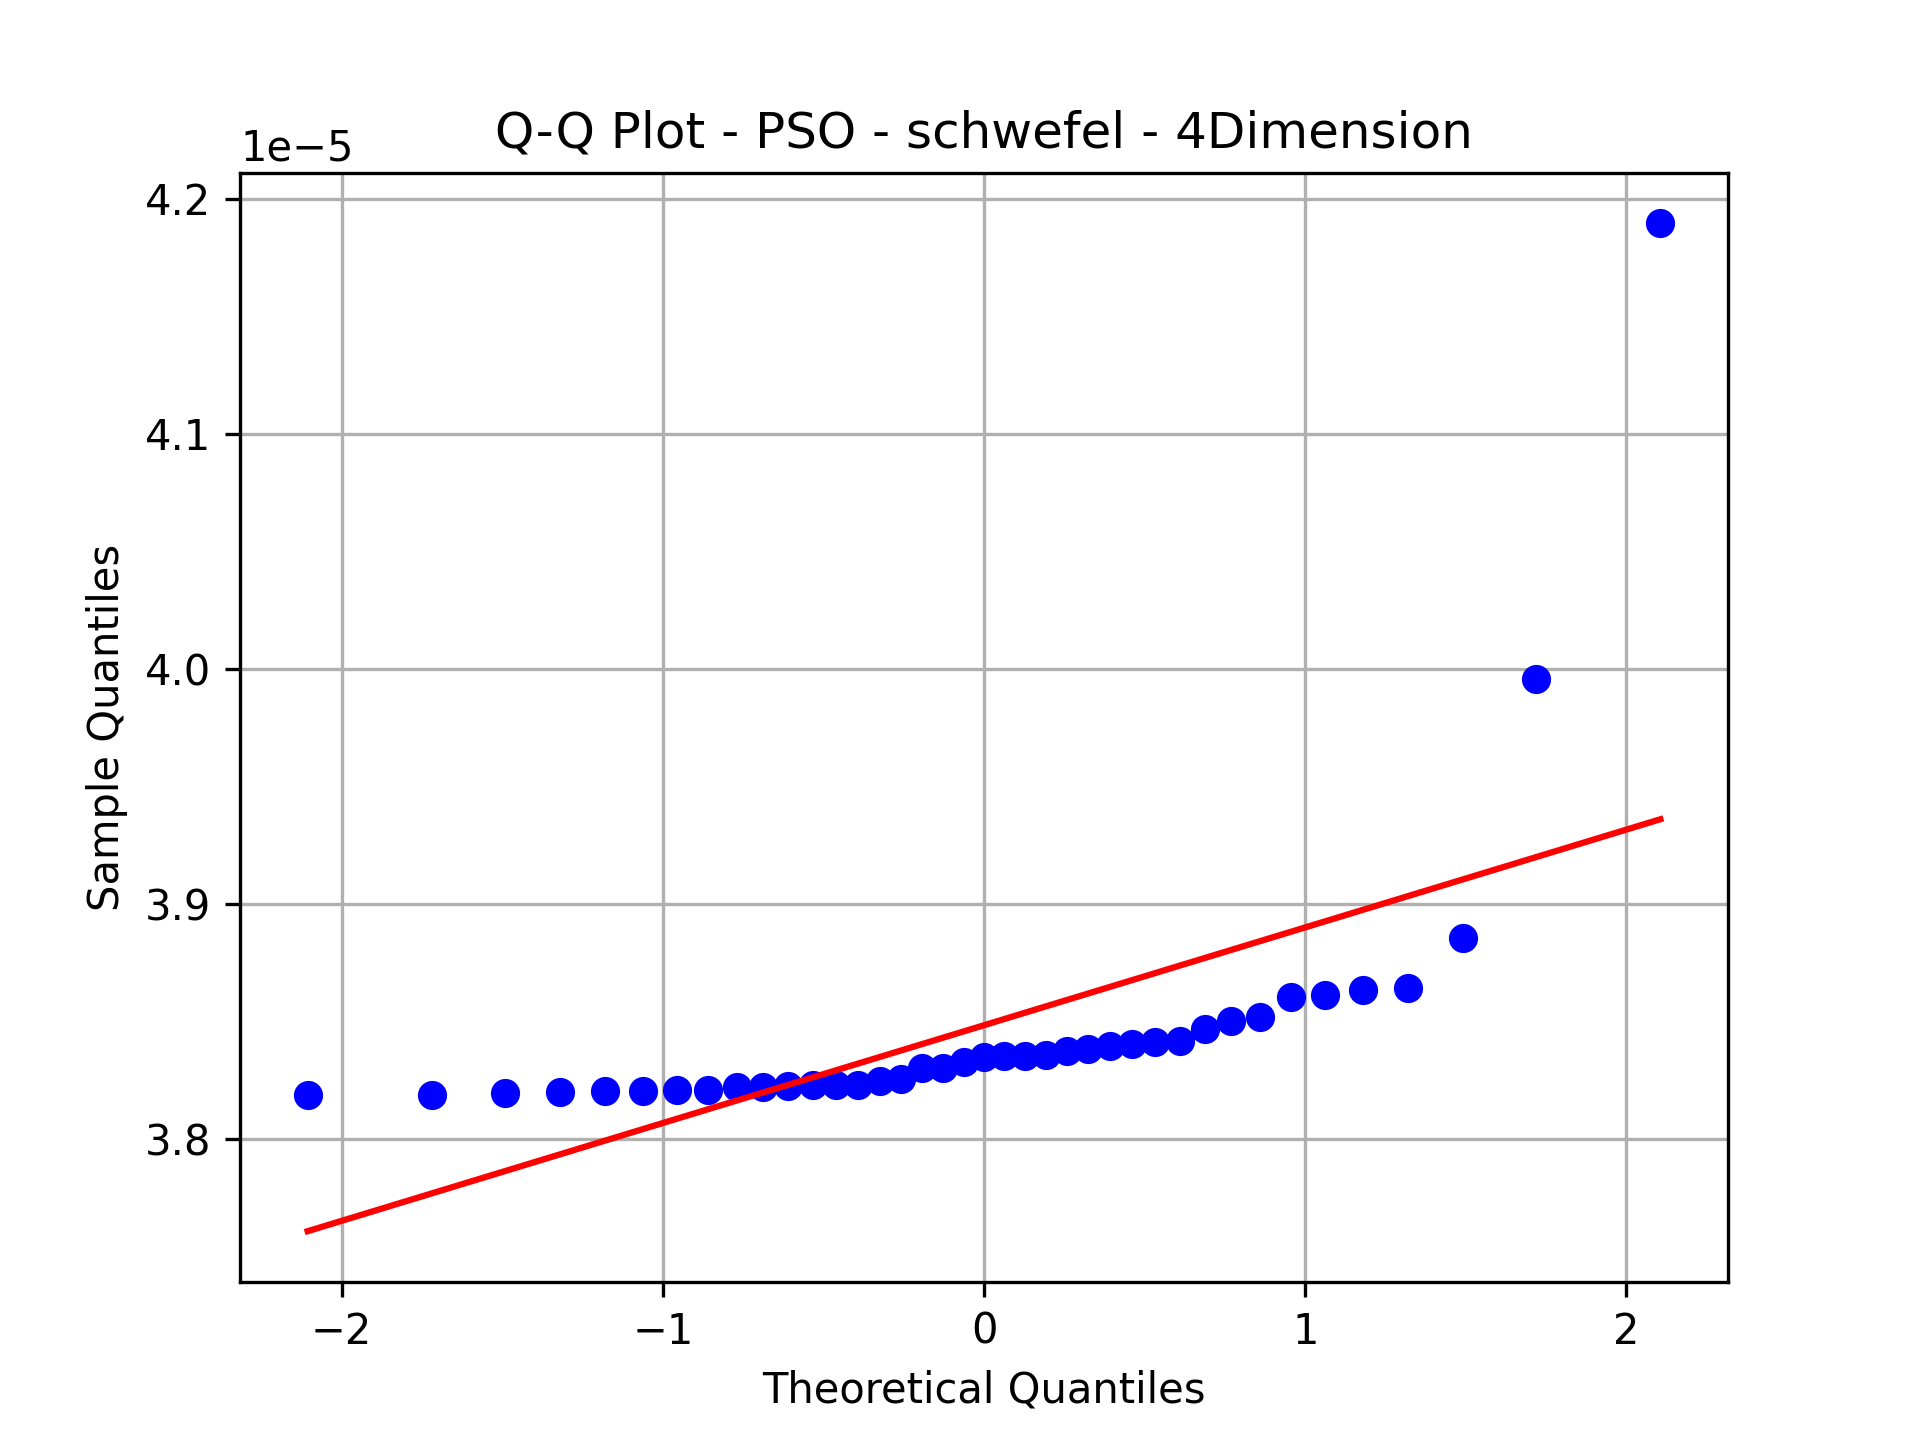 Q-Q Plot - PSO - schwefel - 4Dimension
1e−5
4.2
4.1
4.0
3.9
3.8
Sample Quantiles
−2 −1 0 1 2
Theoretical Quantiles